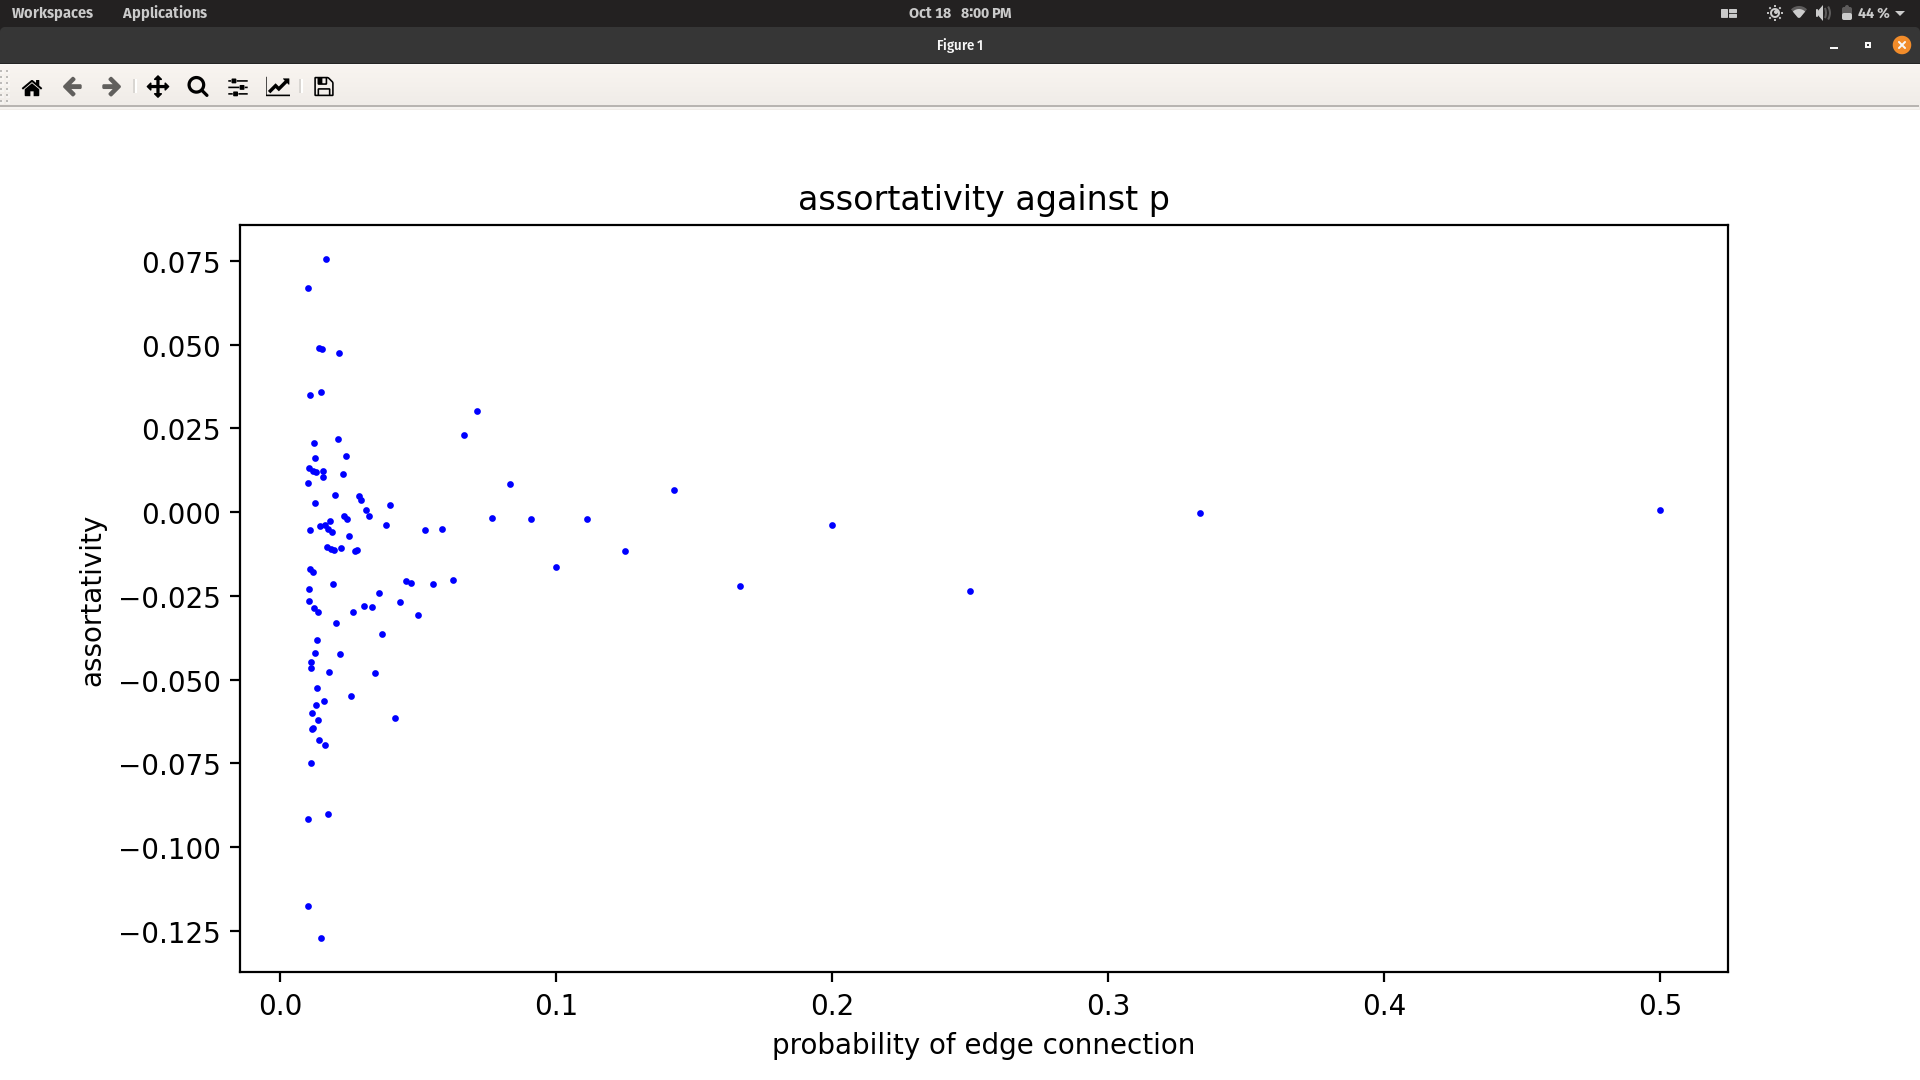 Workspaces Applications Oct 18 8:00 PM 44 %
Figure 1
assortativity against p
0.075
0.050
0.025
0.000
−0.025
−0.050
−0.075
−0.100
−0.125
assortativity
0.0 0.1 0.2 0.3 0.4 0.5
probability of edge connection